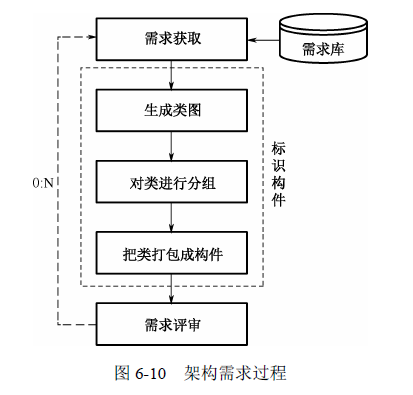 需求获取
需求库
生成类图
对类进行分组
标识构件
0:N
把类打包成构件
需求评审
图 6-10 架构需求过程